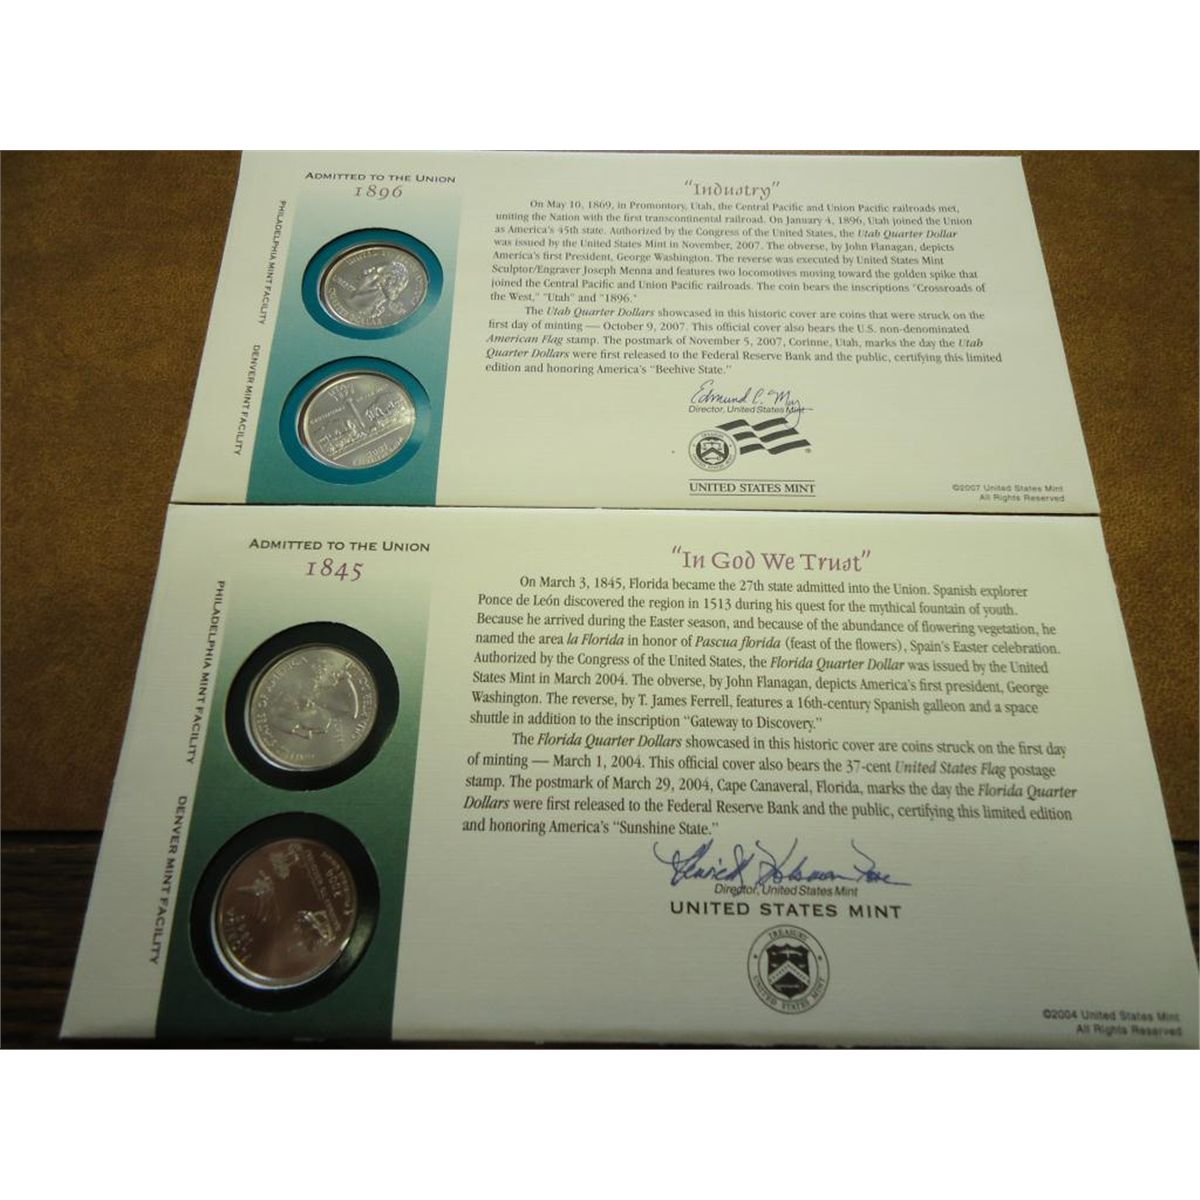 ADMITTED TO THE UNION
1896
PHILADELPHIA MINT FACILITY
DENVER MINT FACILITY
"Industry"
On May 10, 1869, in Promontory, Utah, the Central Pacific and Union Pacific railroads met,
uniting the Nation with the first transcontinental railroad. On January 4, 1896, Utah joined the Union
as America's 45th state. Authorized by the Congress of the United States, the Utah Quarter Dollar
was issued by the United States Mint in November, 2007. The obverse, by John Flanagan, depicts
America's first President, George Washington. The reverse was executed by United States Mint
Sculptor/Engraver Joseph Menna and features two locomotives moving toward the golden spike that
joined the Central Pacific and Union Pacific railroads. The coin bears the inscriptions "Crossroads of
the West," "Utah" and "1896."
The Utah Quarter Dollars showcased in this historic cover are coins that were struck on the
first day of minting — October 9, 2007. This official cover also bears the U.S. non-denominated
American Flag stamp. The postmark of November 5, 2007, Corinne, Utah, marks the day the Utah
Quarter Dollars were first released to the Federal Reserve Bank and the public, certifying this limited
edition and honoring America's "Beehive State."
Edmund C. Moy
Director, United States Mint
UNITED STATES MINT
©2007 United States Mint
All Rights Reserved
ADMITTED TO THE UNION
1845
PHILADELPHIA MINT FACILITY
DENVER MINT FACILITY
"In God We Trust"
On March 3, 1845, Florida became the 27th state admitted into the Union. Spanish explorer
Ponce de León discovered the region in 1513 during his quest for the mythical fountain of youth.
Because he arrived during the Easter season, and because of the abundance of flowering vegetation, he
named the area la Florida in honor of Pascua florida (feast of the flowers), Spain's Easter celebration.
Authorized by the Congress of the United States, the Florida Quarter Dollar was issued by the United
States Mint in March 2004. The obverse, by John Flanagan, depicts America's first president, George
Washington. The reverse, by T. James Ferrell, features a 16th-century Spanish galleon and a space
shuttle in addition to the inscription "Gateway to Discovery."
The Florida Quarter Dollars showcased in this historic cover are coins struck on the first day
of minting — March 1, 2004. This official cover also bears the 37-cent United States Flag postage
stamp. The postmark of March 29, 2004, Cape Canaveral, Florida, marks the day the Florida Quarter
Dollars were first released to the Federal Reserve Bank and the public, certifying this limited edition
and honoring America's "Sunshine State."
Director, United States Mint
UNITED STATES MINT
TREASURY
UNITED STATES MINT
©2004 United States Mint
All Rights Reserved